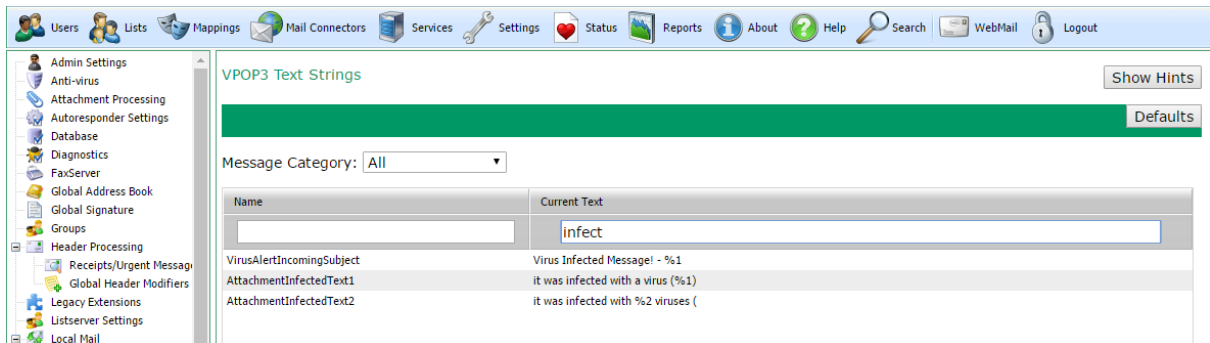 Users Lists Mappings Mail Connectors Services Settings Status Reports About Help Search WebMail Logout
Admin Settings
Anti-virus
Attachment Processing
Autoresponder Settings
Database
Diagnostics
FaxServer
Global Address Book
Global Signature
Groups
Header Processing
Receipts/Urgent Messag
Global Header Modifiers
Legacy Extensions
Listserver Settings
Local Mail
VPOP3 Text Strings
Show Hints
Defaults
Message Category: All
Name Current Text
infect
VirusAlertIncomingSubject Virus Infected Message! - %1
AttachmentInfectedText1 it was infected with a virus (%1)
AttachmentInfectedText2 it was infected with %2 viruses (